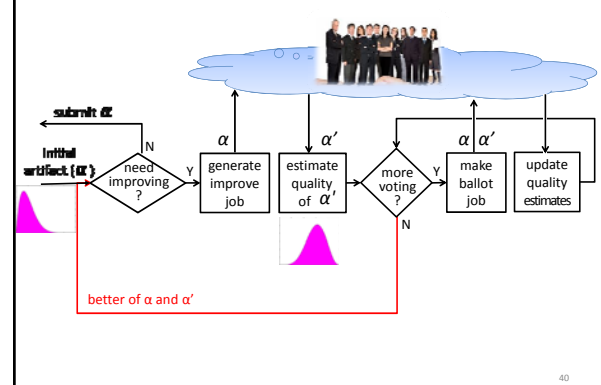 submit α
initial
artifact (α)
N
need
improving
?
Y
generate
improve
job
α
α′
estimate
quality
of α′
more
voting
?
Y
N
make
ballot
job
α α′
update
quality
estimates
better of α and α′
40